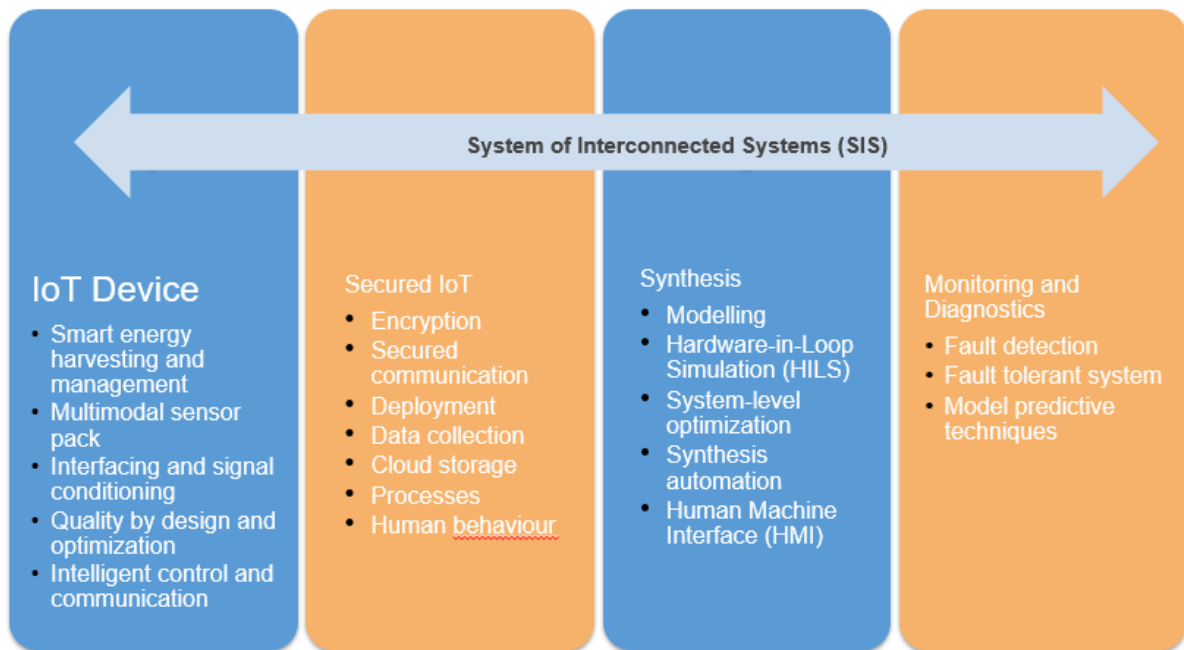 System of Interconnected Systems (SIS)
IoT Device
• Smart energy
harvesting and
management
• Multimodal sensor
pack
• Interfacing and signal
conditioning
• Quality by design and
optimization
• Intelligent control and
communication
Secured IoT
• Encryption
• Secured
communication
• Deployment
• Data collection
• Cloud storage
• Processes
• Human behaviour
Synthesis
• Modelling
• Hardware-in-Loop
Simulation (HILS)
• System-level
optimization
• Synthesis
automation
• Human Machine
Interface (HMI)
Monitoring and
Diagnostics
• Fault detection
• Fault tolerant system
• Model predictive
techniques